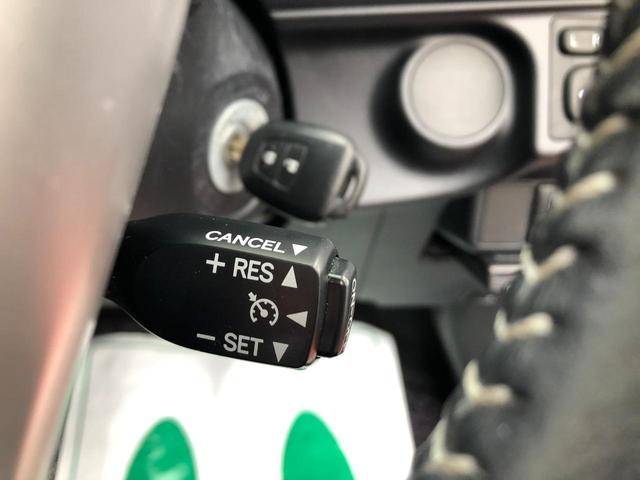 CANCEL ▼
+ RES ▲
◀
− SET ▼
L R